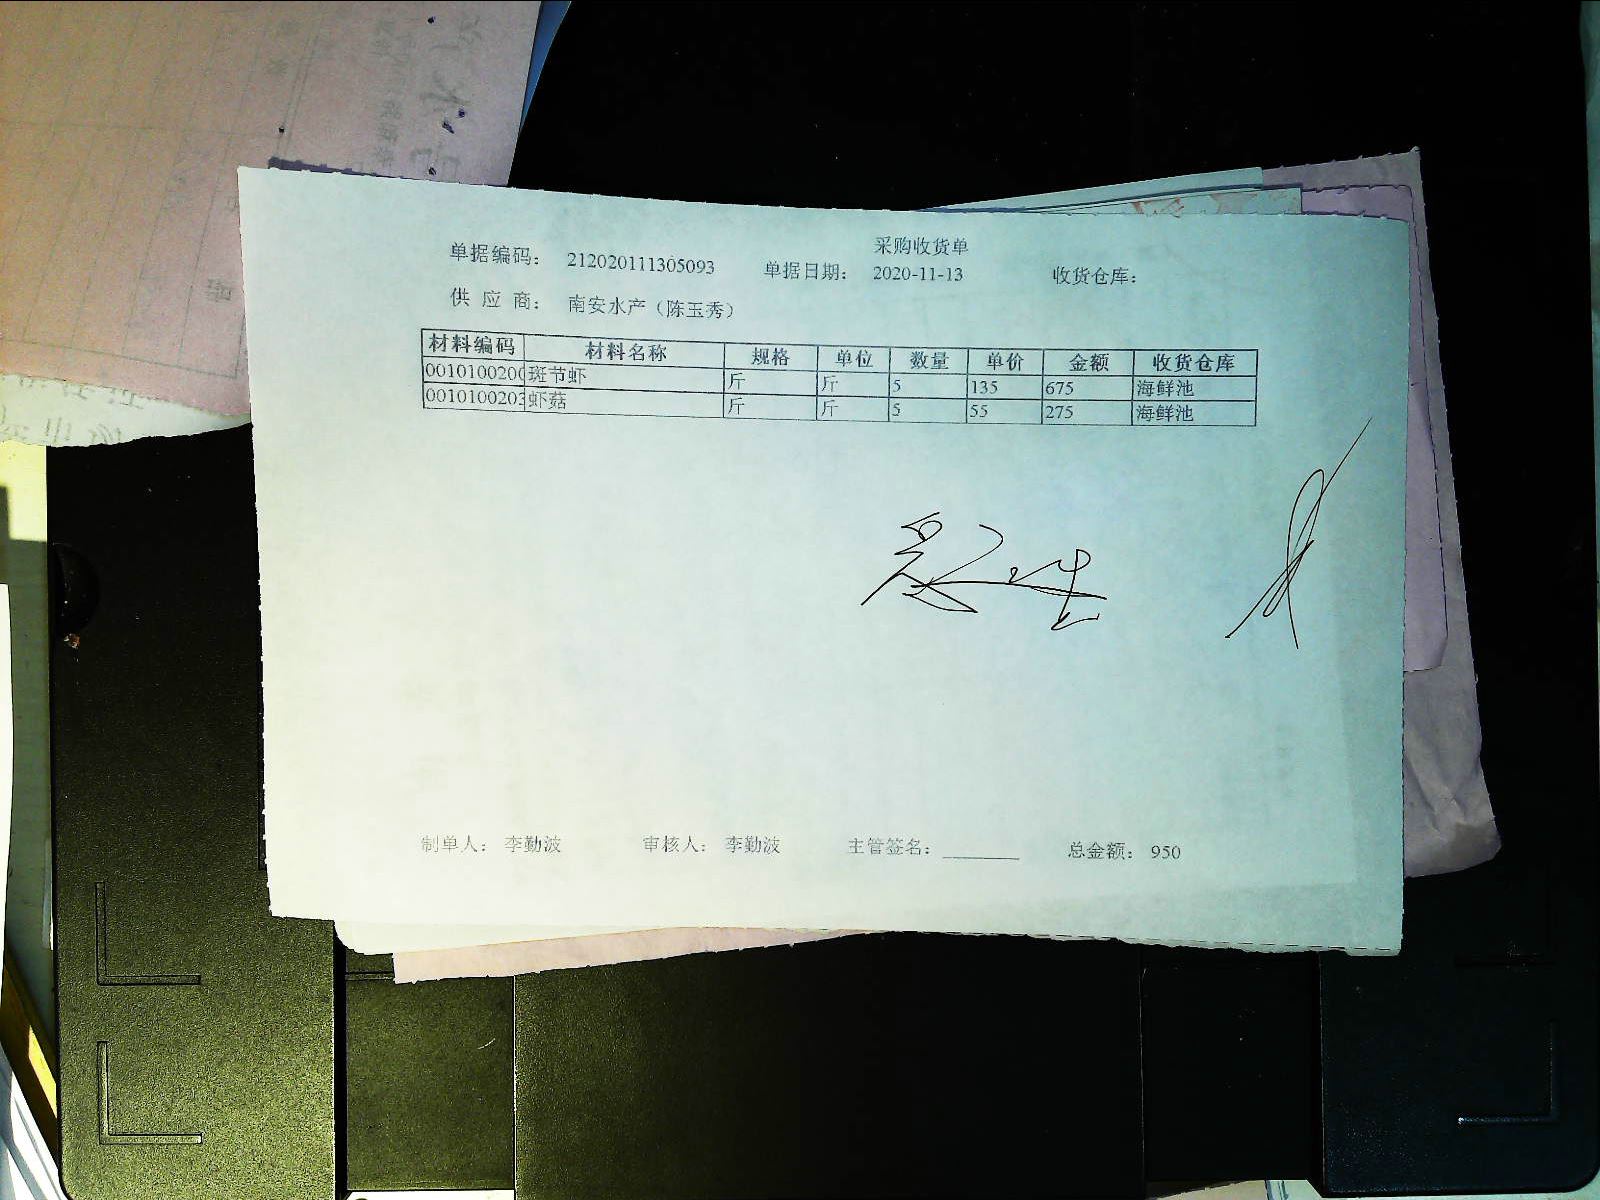 采购收货单
单据编码： 212020111305093 单据日期： 2020-11-13 收货仓库：
供 应 商： 南安水产（陈玉秀）
材料编码 材料名称 规格 单位 数量 单价 金额 收货仓库
0010100200 斑节虾 斤 斤 5 135 675 海鲜池
0010100203 虾菇 斤 斤 5 55 275 海鲜池
制单人： 李勤波 审核人： 李勤波 主管签名：________ 总金额： 950